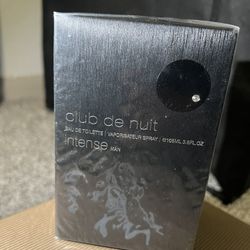 club de nuit
EAU DE TOILETTE | VAPORISATEUR SPRAY | ℮105ML 3.6FL.OZ
intense MAN